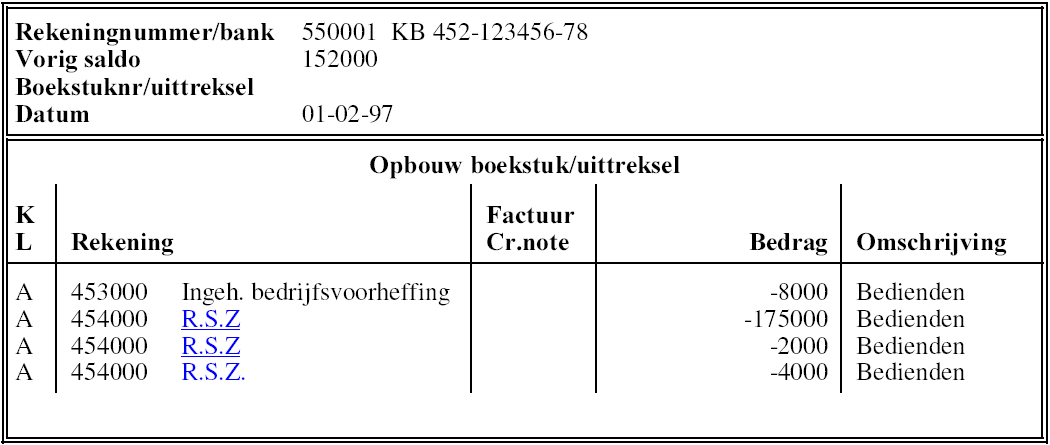 Rekeningnummer/bank 550001 KB 452-123456-78
Vorig saldo 152000
Boekstuknr/uittreksel
Datum 01-02-97
Opbouw boekstuk/uittreksel
K Factuur
L Rekening Cr.note Bedrag Omschrijving
A 453000 Ingeh. bedrijfsvoorheffing -8000 Bedienden
A 454000 R.S.Z -175000 Bedienden
A 454000 R.S.Z -2000 Bedienden
A 454000 R.S.Z. -4000 Bedienden